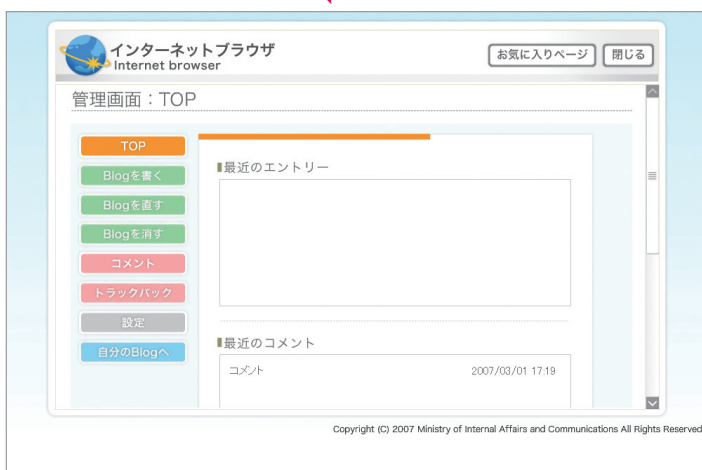 インターネットブラウザ
Internet browser
お気に入りページ
閉じる
管理画面：TOP
TOP
Blogを書く
Blogを直す
Blogを消す
コメント
トラックバック
設定
自分のBlogへ
最近のエントリー
最近のコメント
コメント 2007/03/01 17:19
Copyright (C) 2007 Ministry of Internal Affairs and Communications All Rights Reserved